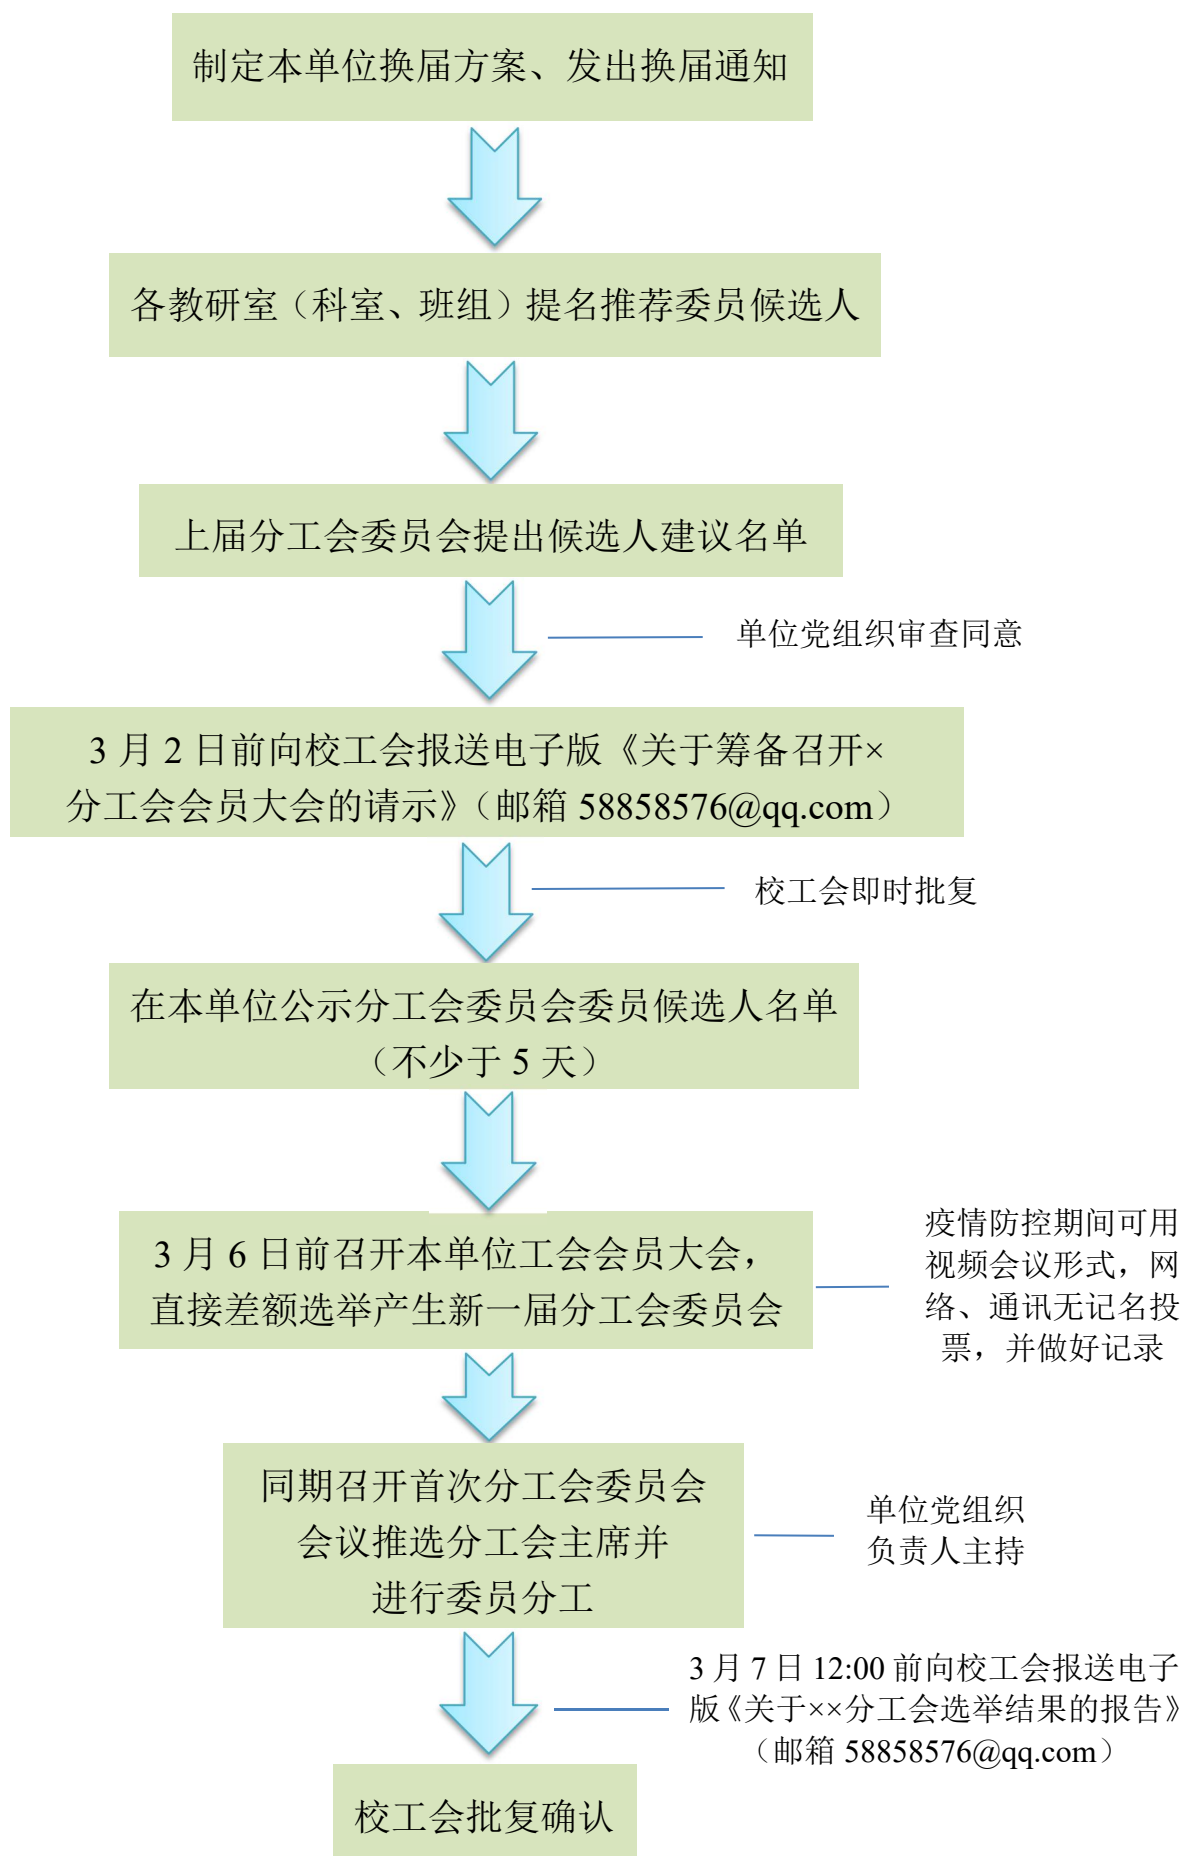 制定本单位换届方案、发出换届通知
各教研室（科室、班组）提名推荐委员候选人
上届分工会委员会提出候选人建议名单
单位党组织审查同意
3 月 2 日前向校工会报送电子版《关于筹备召开×
分工会会员大会的请示》（邮箱 58858576@qq.com）
校工会即时批复
在本单位公示分工会委员会委员候选人名单
（不少于 5 天）
3 月 6 日前召开本单位工会会员大会，
直接差额选举产生新一届分工会委员会
疫情防控期间可用
视频会议形式，网
络、通讯无记名投
票，并做好记录
同期召开首次分工会委员会
会议推选分工会主席并
进行委员分工
单位党组织
负责人主持
3 月 7 日 12:00 前向校工会报送电子
版《关于××分工会选举结果的报告》
（邮箱 58858576@qq.com）
校工会批复确认